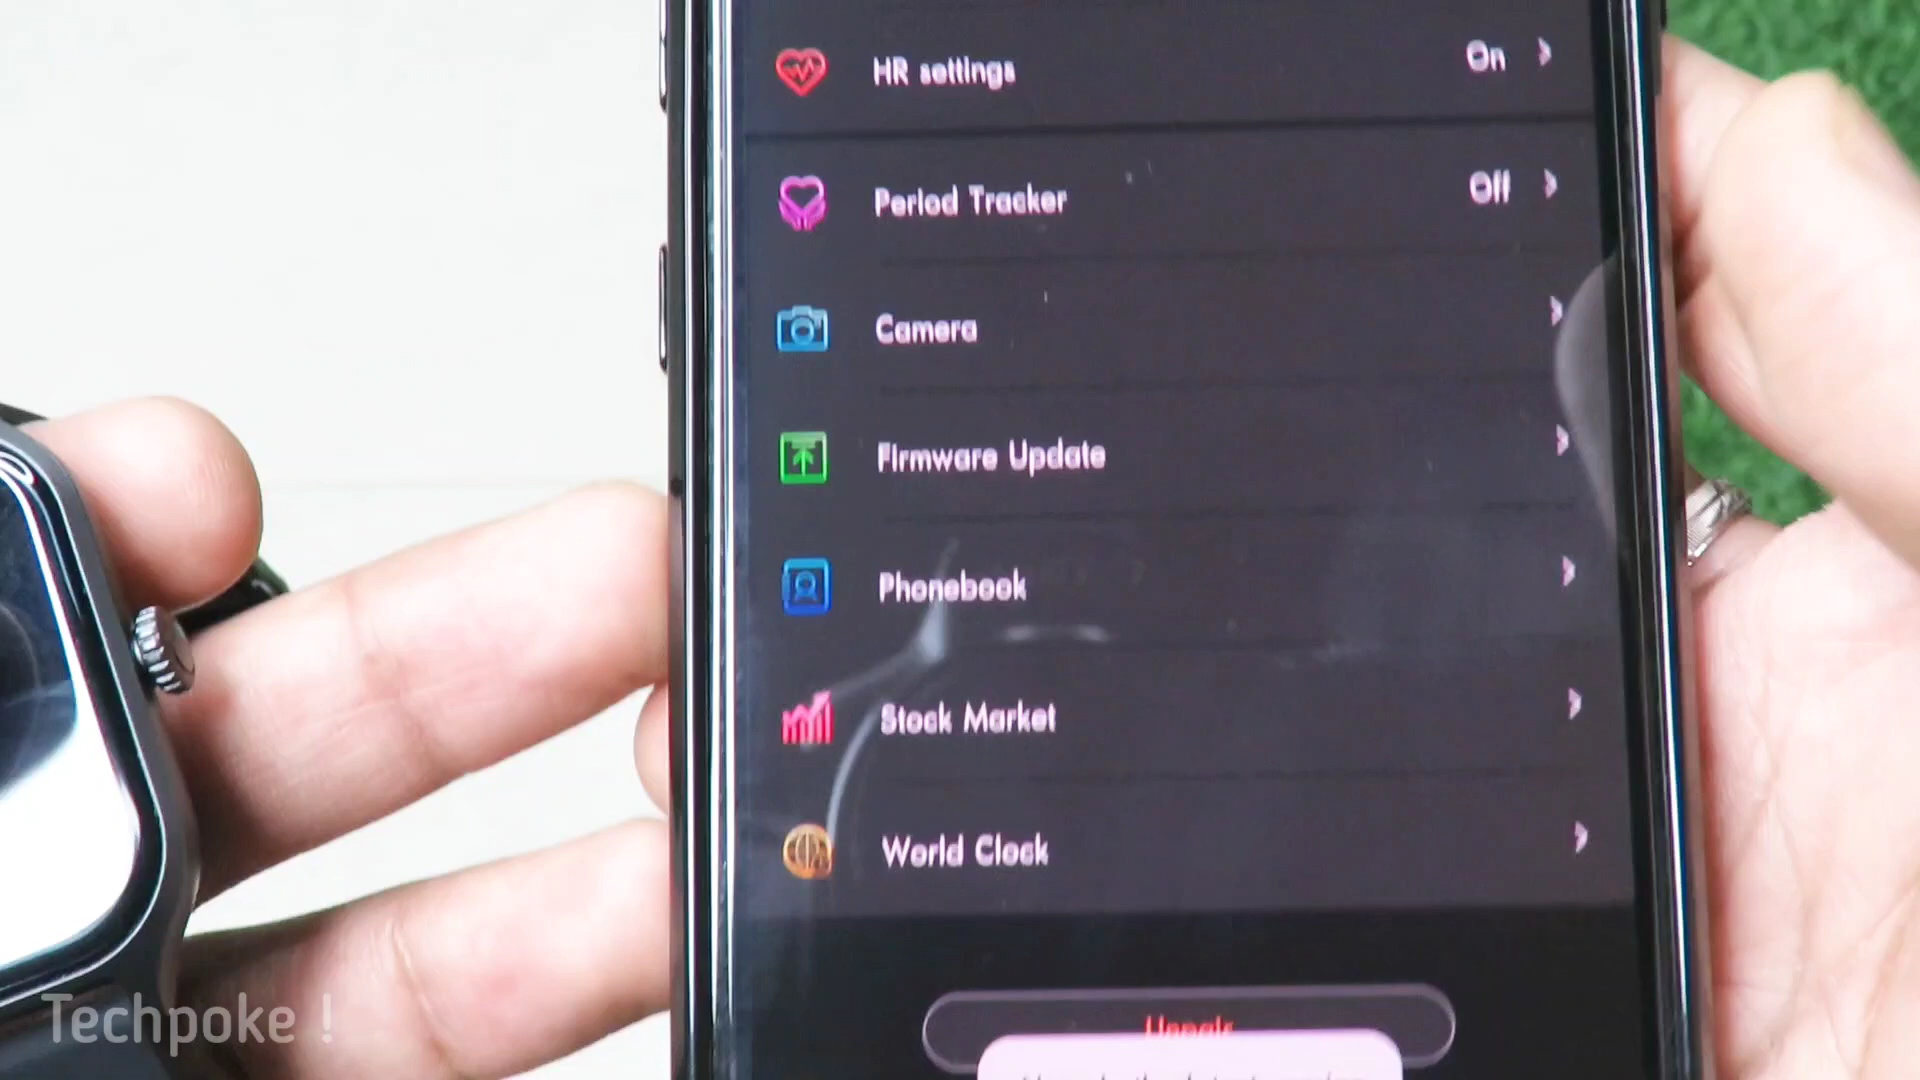 HR settings On
Period Tracker Off
Camera
Firmware Update
Phonebook
Stock Market
World Clock
Techpoke !